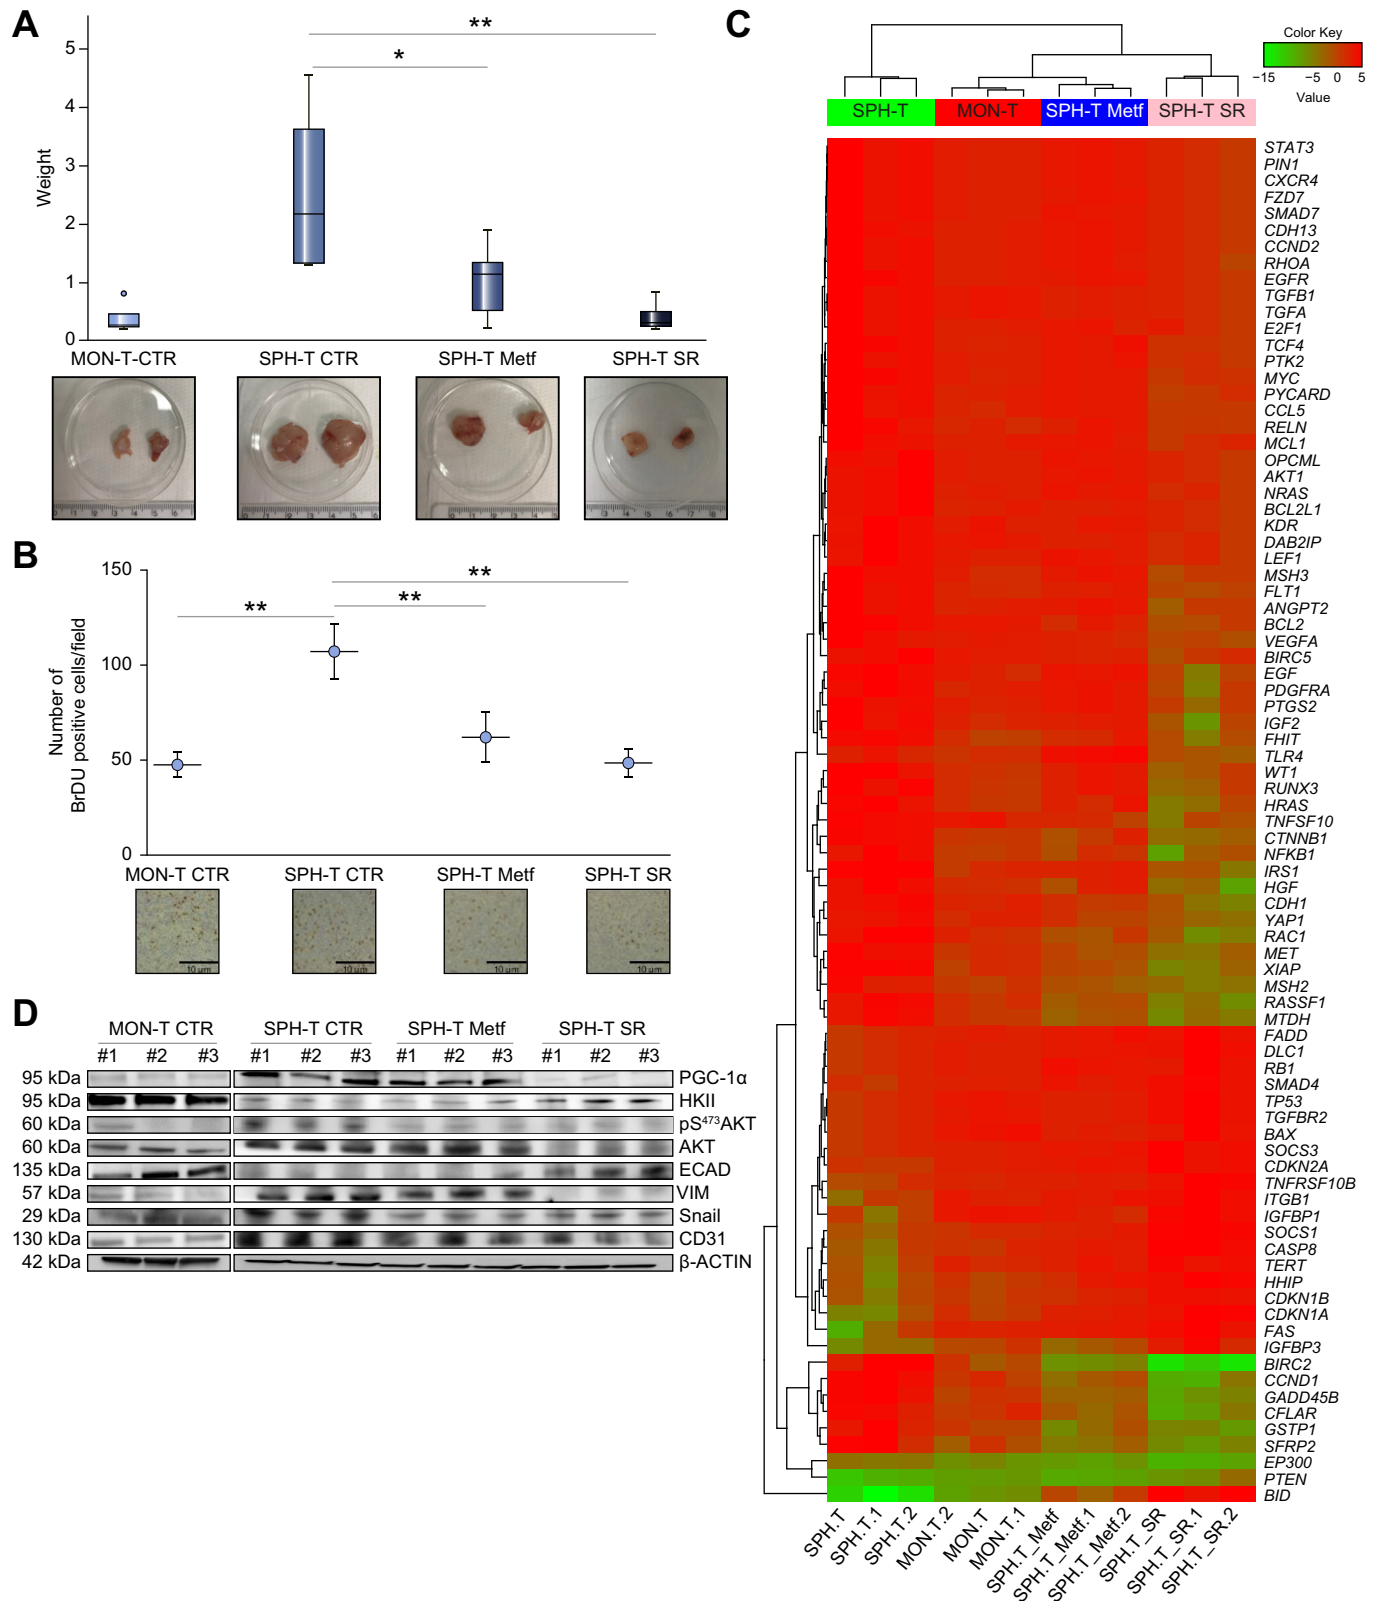 A
Weight
5
4
3
2
1
0
**
*
MON-T-CTR SPH-T CTR SPH-T Metf SPH-T SR
B
Number of
BrDU positive cells/field
150
100
50
0
**
**
**
MON-T CTR SPH-T CTR SPH-T Metf SPH-T SR
10 µm 10 µm 10 µm 10 µm
D
MON-T CTR SPH-T CTR SPH-T Metf SPH-T SR
#1 #2 #3 #1 #2 #3 #1 #2 #3 #1 #2 #3
95 kDa PGC-1α
95 kDa HKII
60 kDa pS⁴⁷³AKT
60 kDa AKT
135 kDa ECAD
57 kDa VIM
29 kDa Snail
130 kDa CD31
42 kDa β-ACTIN
C
Color Key
−15 −5 0 5
Value
SPH-T MON-T SPH-T Metf SPH-T SR
STAT3
PIN1
CXCR4
FZD7
SMAD7
CDH13
CCND2
RHOA
EGFR
TGFB1
TGFA
E2F1
TCF4
PTK2
MYC
PYCARD
CCL5
RELN
MCL1
OPCML
AKT1
NRAS
BCL2L1
KDR
DAB2IP
LEF1
MSH3
FLT1
ANGPT2
BCL2
VEGFA
BIRC5
EGF
PDGFRA
PTGS2
IGF2
FHIT
TLR4
WT1
RUNX3
HRAS
TNFSF10
CTNNB1
NFKB1
IRS1
HGF
CDH1
YAP1
RAC1
MET
XIAP
MSH2
RASSF1
MTDH
FADD
DLC1
RB1
SMAD4
TP53
TGFBR2
BAX
SOCS3
CDKN2A
TNFRSF10B
ITGB1
IGFBP1
SOCS1
CASP8
TERT
HHIP
CDKN1B
CDKN1A
FAS
IGFBP3
BIRC2
CCND1
GADD45B
CFLAR
GSTP1
SFRP2
EP300
PTEN
BID
SPH.T SPH.T.1 SPH.T.2 MON.T.2 MON.T MON.T.1 SPH.T_Metf SPH.T_Metf.1 SPH.T_Metf.2 SPH.T_SR SPH.T_SR.1 SPH.T_SR.2